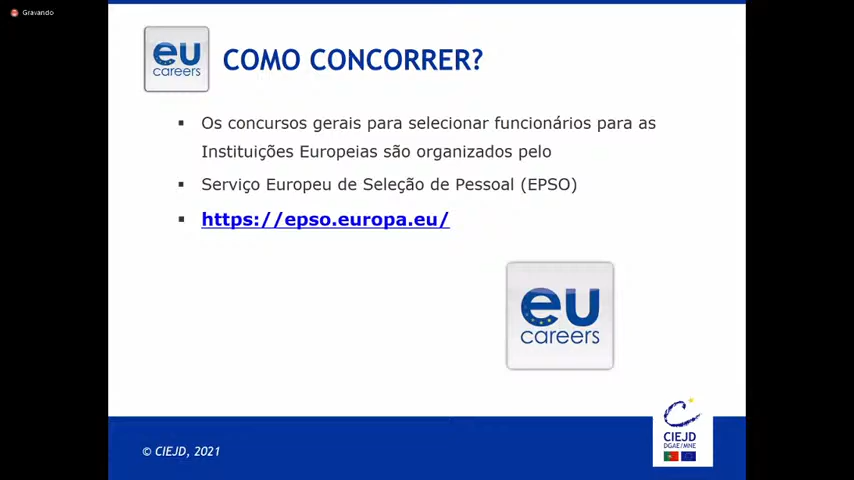 Gravando
eu
careers
COMO CONCORRER?
▪ Os concursos gerais para selecionar funcionários para as
Instituições Europeias são organizados pelo
▪ Serviço Europeu de Seleção de Pessoal (EPSO)
▪ https://epso.europa.eu/
eu
careers
© CIEJD, 2021
CIEJD
DGAE/MNE